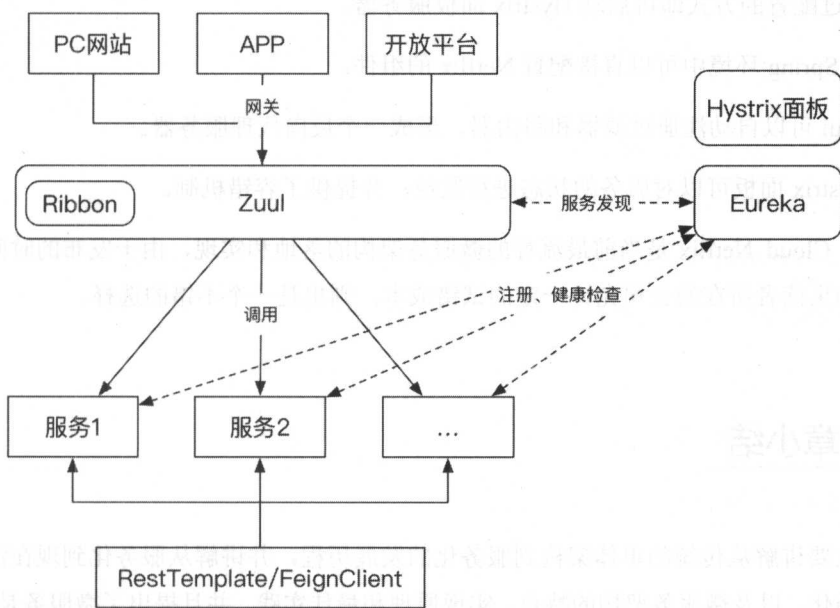 PC网站
APP
开放平台
网关
Hystrix面板
Ribbon
Zuul
服务发现
Eureka
注册、健康检查
调用
服务1
服务2
...
RestTemplate/FeignClient